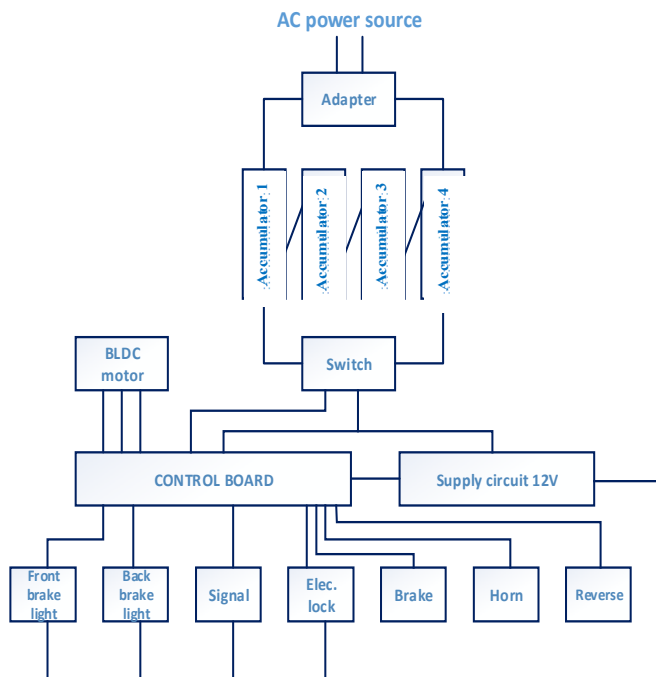 AC power source
Adapter
Accumulator 1
Accumulator 2
Accumulator 3
Accumulator 4
BLDC
motor
Switch
CONTROL BOARD
Supply circuit 12V
Front
brake
light
Back
brake
light
Signal
Elec.
lock
Brake
Horn
Reverse